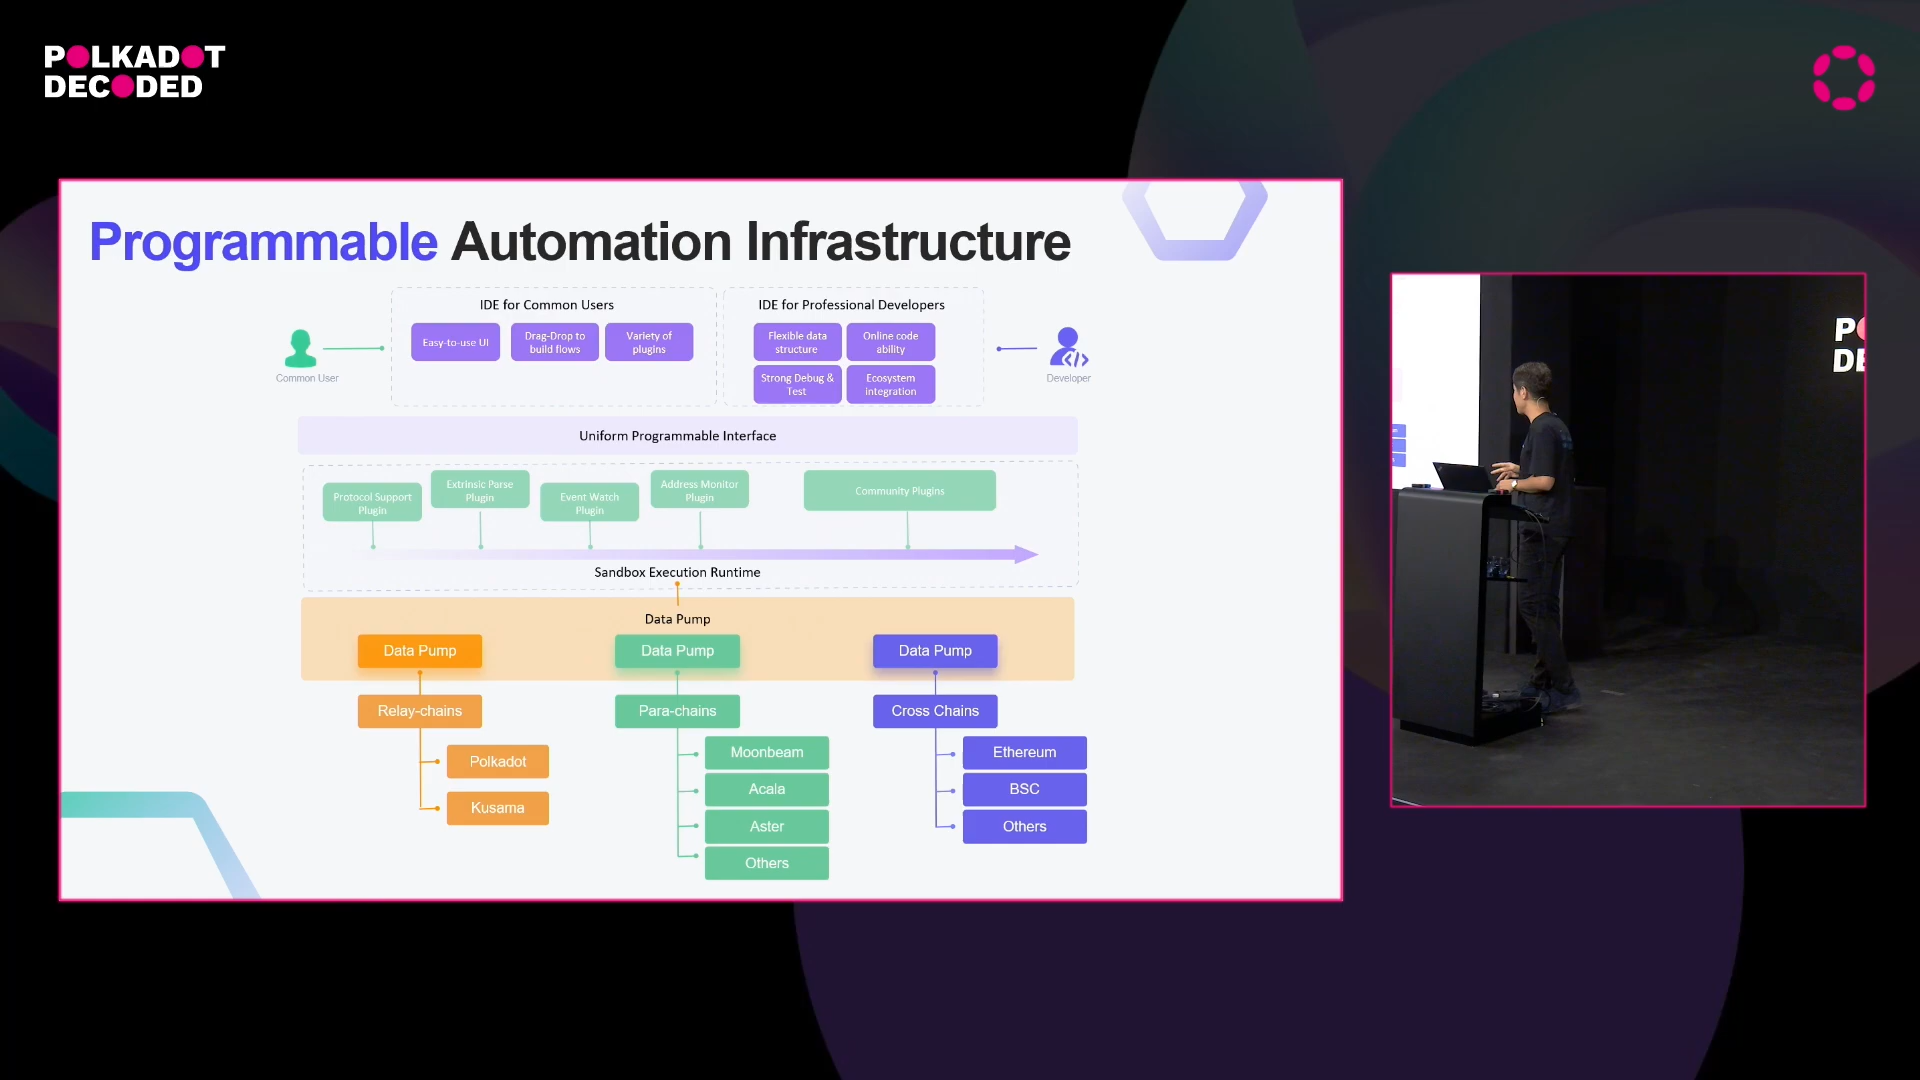 POLKADOT
DECODED
Programmable Automation Infrastructure
IDE for Common Users
Easy-to-use UI
Drag-Drop to
build flows
Variety of
plugins
Common User
IDE for Professional Developers
Flexible data
structure
Online code
ability
Strong Debug &
Test
Ecosystem
integration
Developer
Uniform Programmable Interface
Protocol Support
Plugin
Extrinsic Parse
Plugin
Event Watch
Plugin
Address Monitor
Plugin
Community Plugins
Sandbox Execution Runtime
Data Pump
Data Pump
Data Pump
Data Pump
Relay-chains
Para-chains
Cross Chains
Polkadot
Kusama
Moonbeam
Acala
Aster
Others
Ethereum
BSC
Others
PO
DE